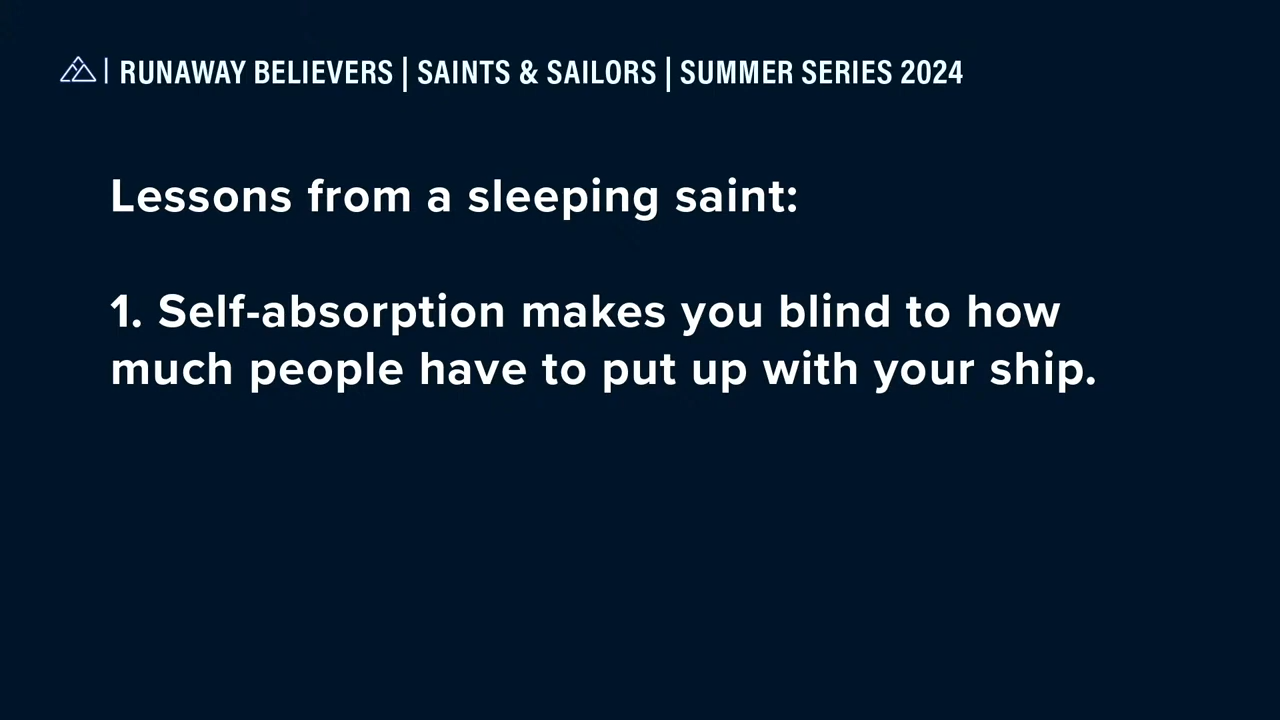 | RUNAWAY BELIEVERS | SAINTS & SAILORS | SUMMER SERIES 2024
Lessons from a sleeping saint:
1. Self-absorption makes you blind to how
much people have to put up with your ship.